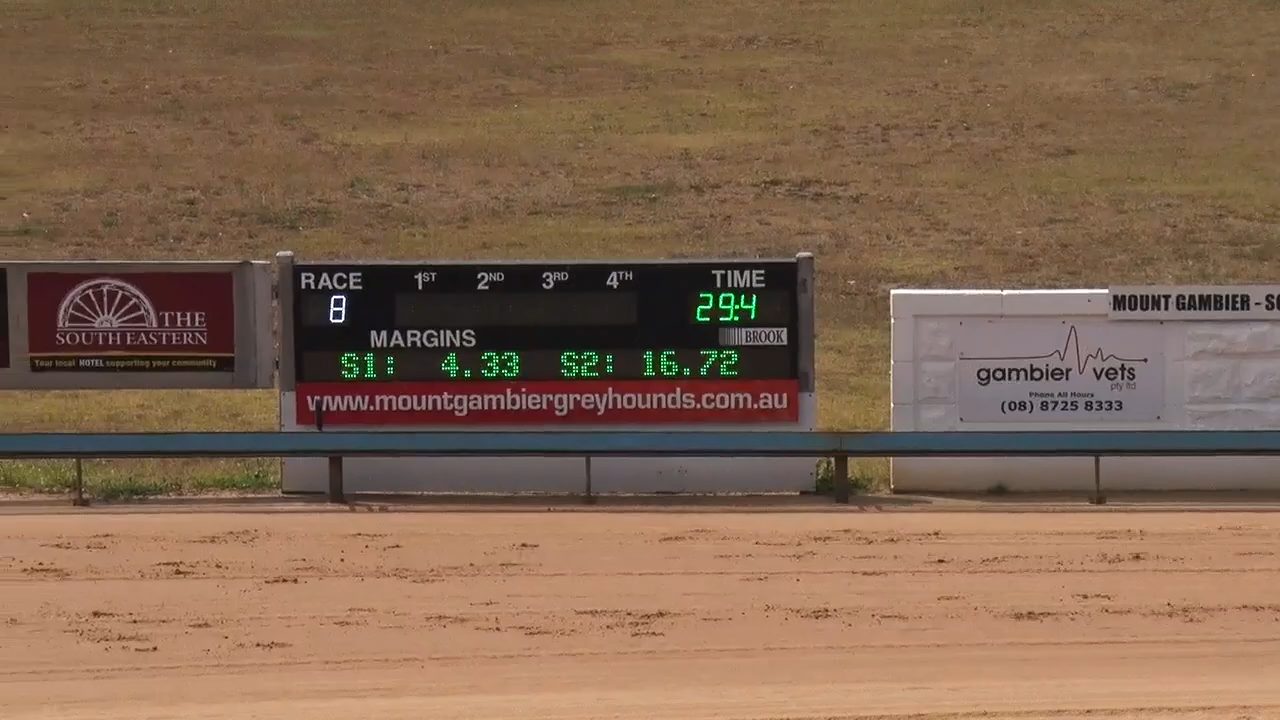 THE
SOUTH EASTERN
Your local HOTEL supporting your community
RACE 1ST 2ND 3RD 4TH TIME
8 29:4
MARGINS BROOK
S1: 4.33 S2: 16.72
www.mountgambiergreyhounds.com.au
MOUNT GAMBIER - S
gambier vets
pty ltd
Phone All Hours
(08) 8725 8333